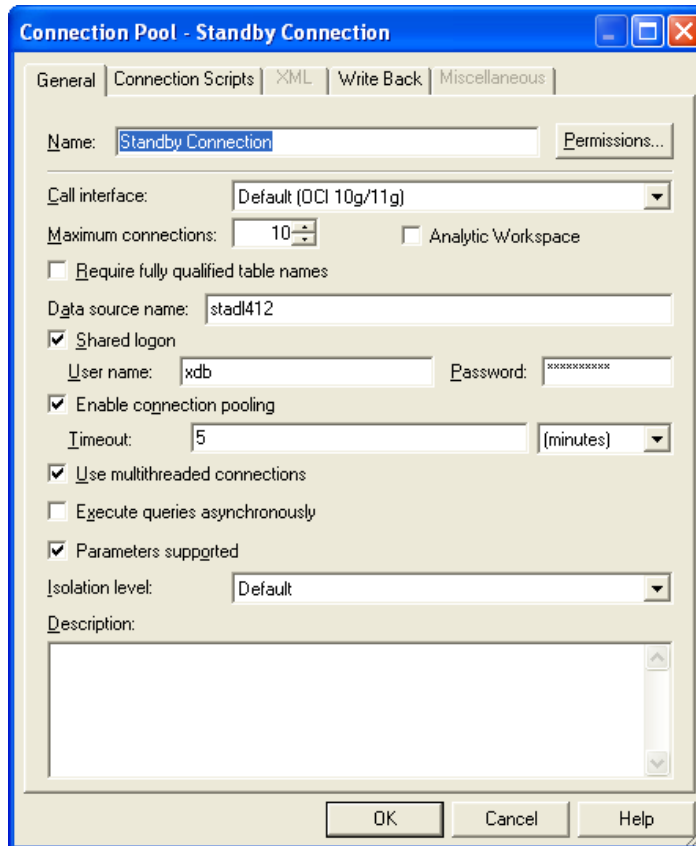 Connection Pool - Standby Connection
General Connection Scripts XML Write Back Miscellaneous
Name: Standby Connection Permissions...
Call interface: Default (OCI 10g/11g)
Maximum connections: 10 Analytic Workspace
Require fully qualified table names
Data source name: stadl412
Shared logon
User name: xdb Password: **********
Enable connection pooling
Timeout: 5 (minutes)
Use multithreaded connections
Execute queries asynchronously
Parameters supported
Isolation level: Default
Description:
OK Cancel Help